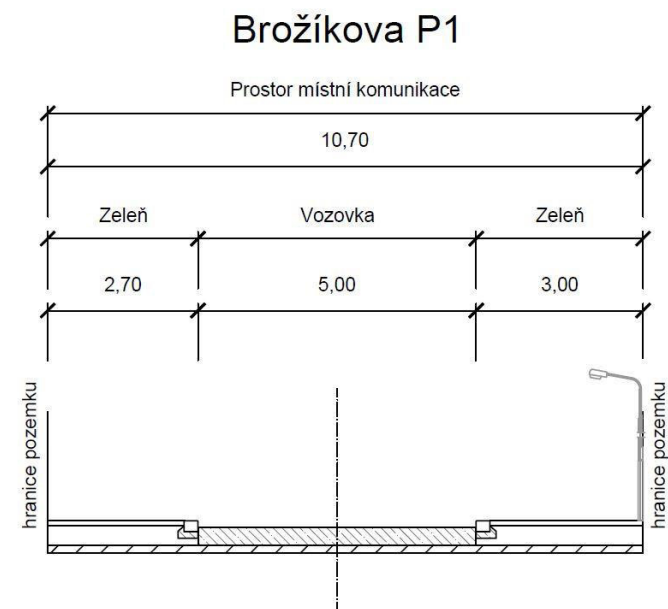 Brožíkova P1
Prostor místní komunikace
10,70
Zeleň Vozovka Zeleň
2,70 5,00 3,00
hranice pozemku
hranice pozemku